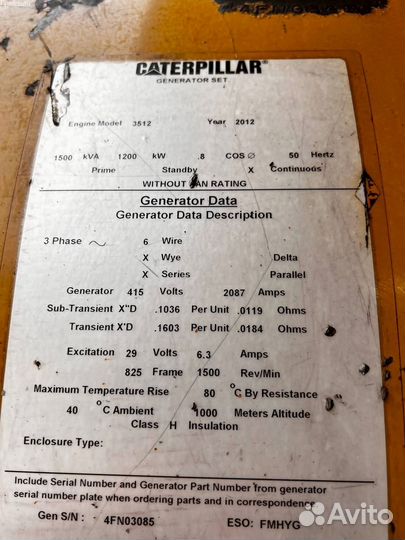 CATERPILLAR®
GENERATOR SET
Engine Model 3512 Year 2012
1500 kVA 1200 kW .8 COS Ø 50 Hertz
Prime Standby X Continuous
WITHOUT FAN RATING
Generator Data
Generator Data Description
3 Phase 6 Wire
X Wye Delta
X Series Parallel
Generator 415 Volts 2087 Amps
Sub-Transient X"D .1036 Per Unit .0119 Ohms
Transient X'D .1603 Per Unit .0184 Ohms
Excitation 29 Volts 6.3 Amps
825 Frame 1500 Rev/Min
Maximum Temperature Rise 80 °C By Resistance
40 °C Ambient 1000 Meters Altitude
Class H Insulation
Enclosure Type:
Include Serial Number and Generator Part Number from generator
serial number plate when ordering parts and in correspondence.
Gen S/N : 4FN03085 ESO: FMHYG
Avito